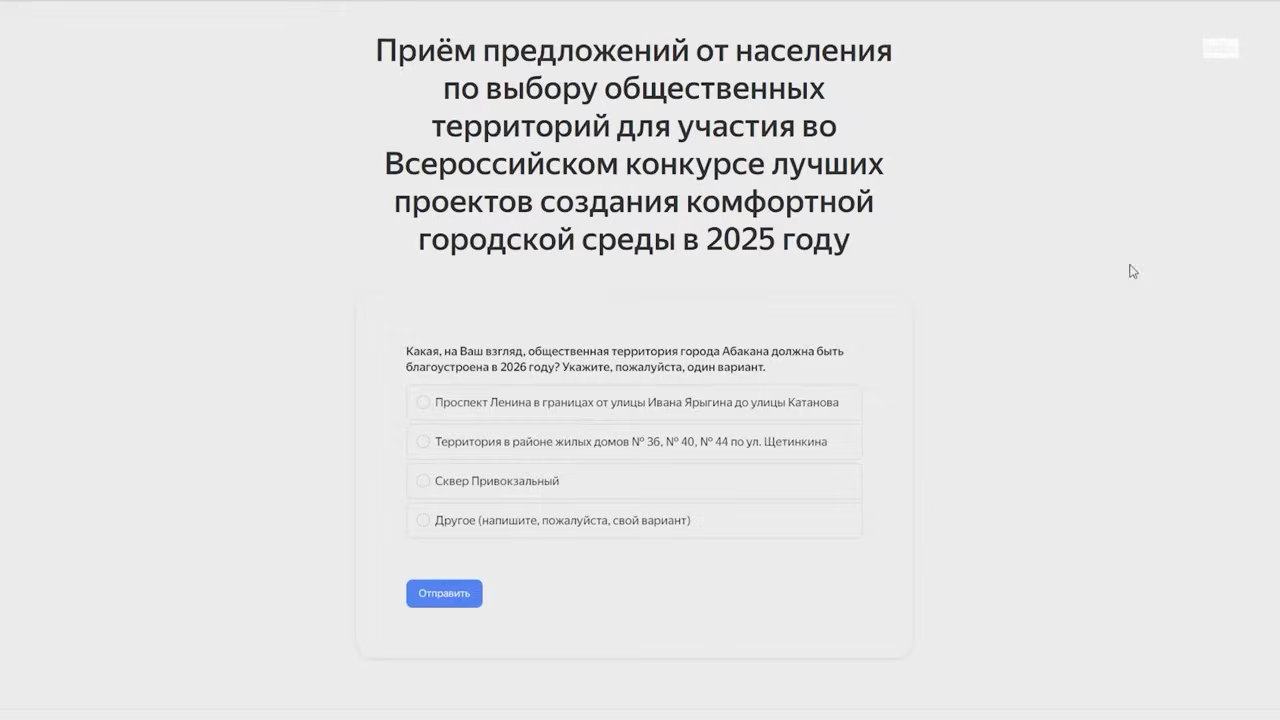 Приём предложений от населения
по выбору общественных
территорий для участия во
Всероссийском конкурсе лучших
проектов создания комфортной
городской среды в 2025 году
Какая, на Ваш взгляд, общественная территория города Абакана должна быть
благоустроена в 2026 году? Укажите, пожалуйста, один вариант.
Проспект Ленина в границах от улицы Ивана Ярыгина до улицы Катанова
Территория в районе жилых домов № 36, № 40, № 44 по ул. Щетинкина
Сквер Привокзальный
Другое (напишите, пожалуйста, свой вариант)
Отправить